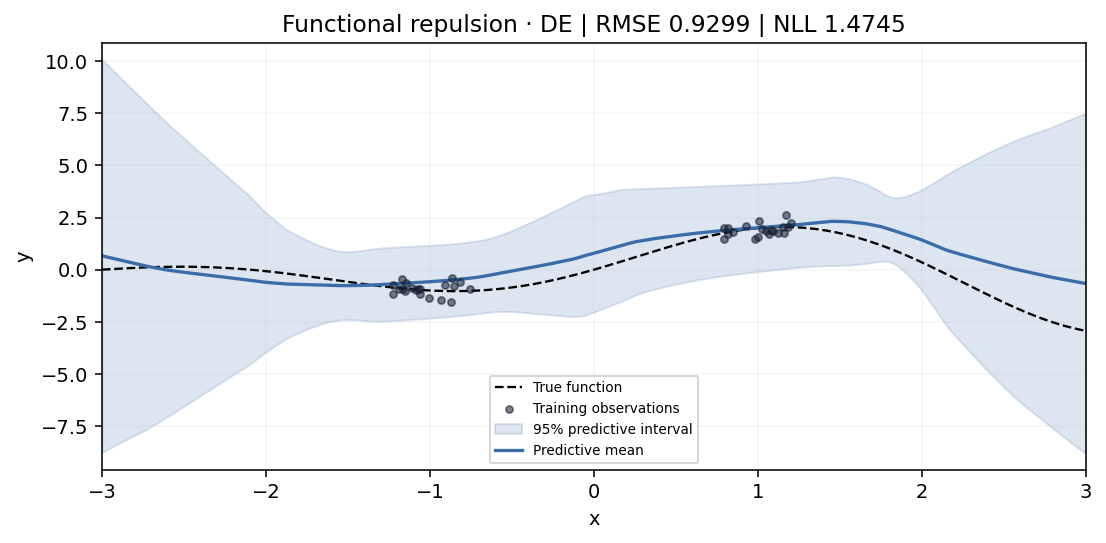 Functional repulsion · DE | RMSE 0.9299 | NLL 1.4745
10.0
7.5
5.0
2.5
0.0
−2.5
−5.0
−7.5
y
True function
Training observations
95% predictive interval
Predictive mean
−3 −2 −1 0 1 2 3
x